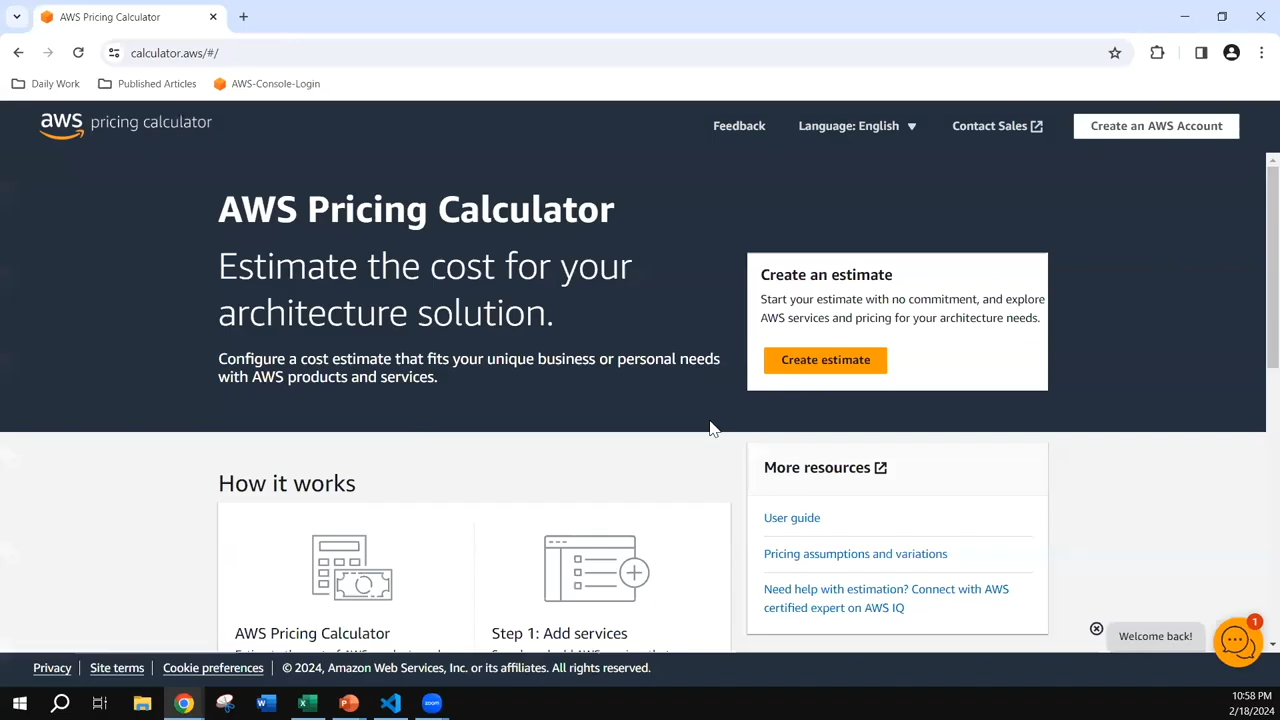 AWS Pricing Calculator
calculator.aws/#/
Daily Work
Published Articles
AWS-Console-Login
aws pricing calculator
Feedback
Language: English
Contact Sales
Create an AWS Account
AWS Pricing Calculator
Estimate the cost for your
architecture solution.
Configure a cost estimate that fits your unique business or personal needs
with AWS products and services.
Create an estimate
Start your estimate with no commitment, and explore
AWS services and pricing for your architecture needs.
Create estimate
How it works
AWS Pricing Calculator
Step 1: Add services
More resources
User guide
Pricing assumptions and variations
Need help with estimation? Connect with AWS
certified expert on AWS IQ
Welcome back!
1
Privacy
Site terms
Cookie preferences
© 2024, Amazon Web Services, Inc. or its affiliates. All rights reserved.
zoom
10:58 PM
2/18/2024